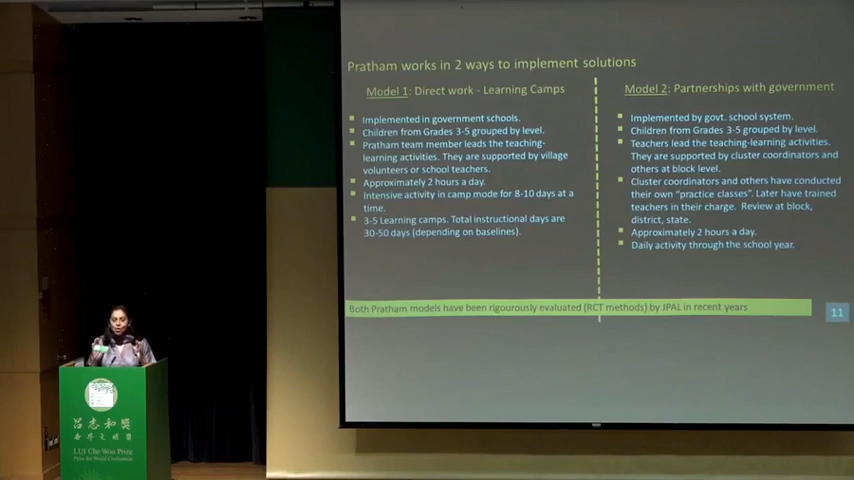 Pratham works in 2 ways to implement solutions
Model 1: Direct work - Learning Camps
Implemented in government schools.
Children from Grades 3-5 grouped by level.
Pratham team member leads the teaching-
learning activities. They are supported by village
volunteers or school teachers.
Approximately 2 hours a day.
Intensive activity in camp mode for 8-10 days at a
time.
3-5 Learning camps. Total instructional days are
30-50 days (depending on baselines).
Model 2: Partnerships with government
Implemented by govt. school system.
Children from Grades 3-5 grouped by level.
Teachers lead the teaching-learning activities.
They are supported by cluster coordinators and
others at block level.
Cluster coordinators and others have conducted
their own “practice classes”. Later have trained
teachers in their charge. Review at block,
district, state.
Approximately 2 hours a day.
Daily activity through the school year.
Both Pratham models have been rigourously evaluated (RCT methods) by JPAL in recent years
11
呂志和獎
世界文明獎
LUI Che Woo Prize
Prize for World Civilisation